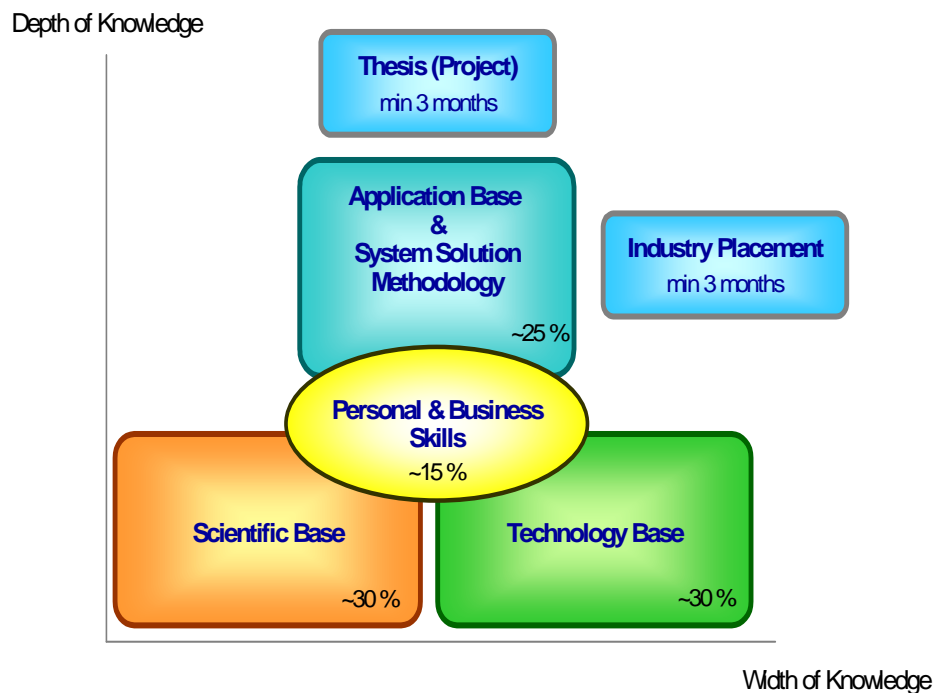 Depth of Knowledge
Thesis (Project)
min 3 months
Application Base
&
System Solution
Methodology
~25 %
Industry Placement
min 3 months
Personal & Business
Skills
~15 %
Scientific Base
~30 %
Technology Base
~30 %
Width of Knowledge